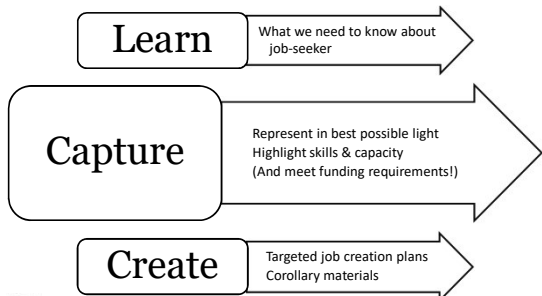 Learn
What we need to know about
job-seeker
Capture
Represent in best possible light
Highlight skills & capacity
(And meet funding requirements!)
Create
Targeted job creation plans
Corollary materials